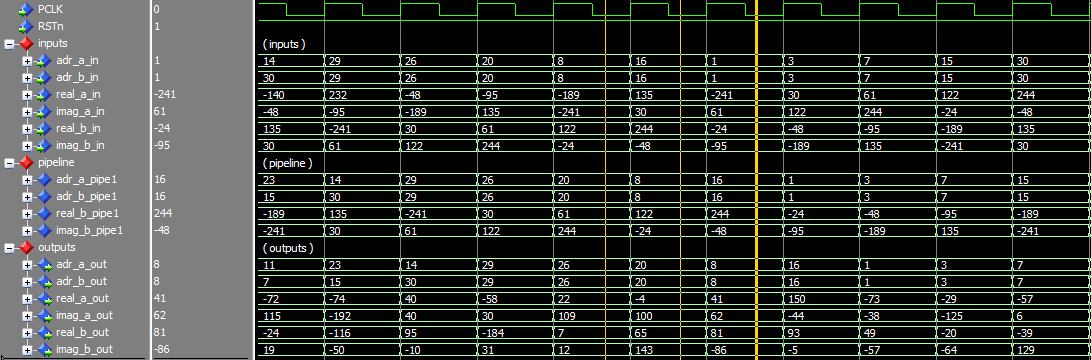 PCLK 0
RSTn 1
inputs ( inputs )
adr_a_in 1 14 29 26 20 8 16 1 3 7 15 30
adr_b_in 1 30 29 26 20 8 16 1 3 7 15 30
real_a_in -241 -140 232 -48 -95 -189 135 -241 30 61 122 244
imag_a_in 61 -48 -95 -189 135 -241 30 61 122 244 -24 -48
real_b_in -24 135 -241 30 61 122 244 -24 -48 -95 -189 135
imag_b_in -95 30 61 122 244 -24 -48 -95 -189 135 -241 30
pipeline ( pipeline )
adr_a_pipe1 16 23 14 29 26 20 8 16 1 3 7 15
adr_b_pipe1 16 15 30 29 26 20 8 16 1 3 7 15
real_b_pipe1 244 -189 135 -241 30 61 122 244 -24 -48 -95 -189
imag_b_pipe1 -48 -241 30 61 122 244 -24 -48 -95 -189 135 -241
outputs ( outputs )
adr_a_out 8 11 23 14 29 26 20 8 16 1 3 7
adr_b_out 8 7 15 30 29 26 20 8 16 1 3 7
real_a_out 41 -72 -74 40 -58 22 -4 41 150 -73 -29 -57
imag_a_out 62 115 -192 40 30 109 100 62 -44 -38 -125 6
real_b_out 81 -24 -116 95 -184 7 65 81 93 49 -20 -39
imag_b_out -86 19 -50 -10 31 12 143 -86 -5 -57 -64 129